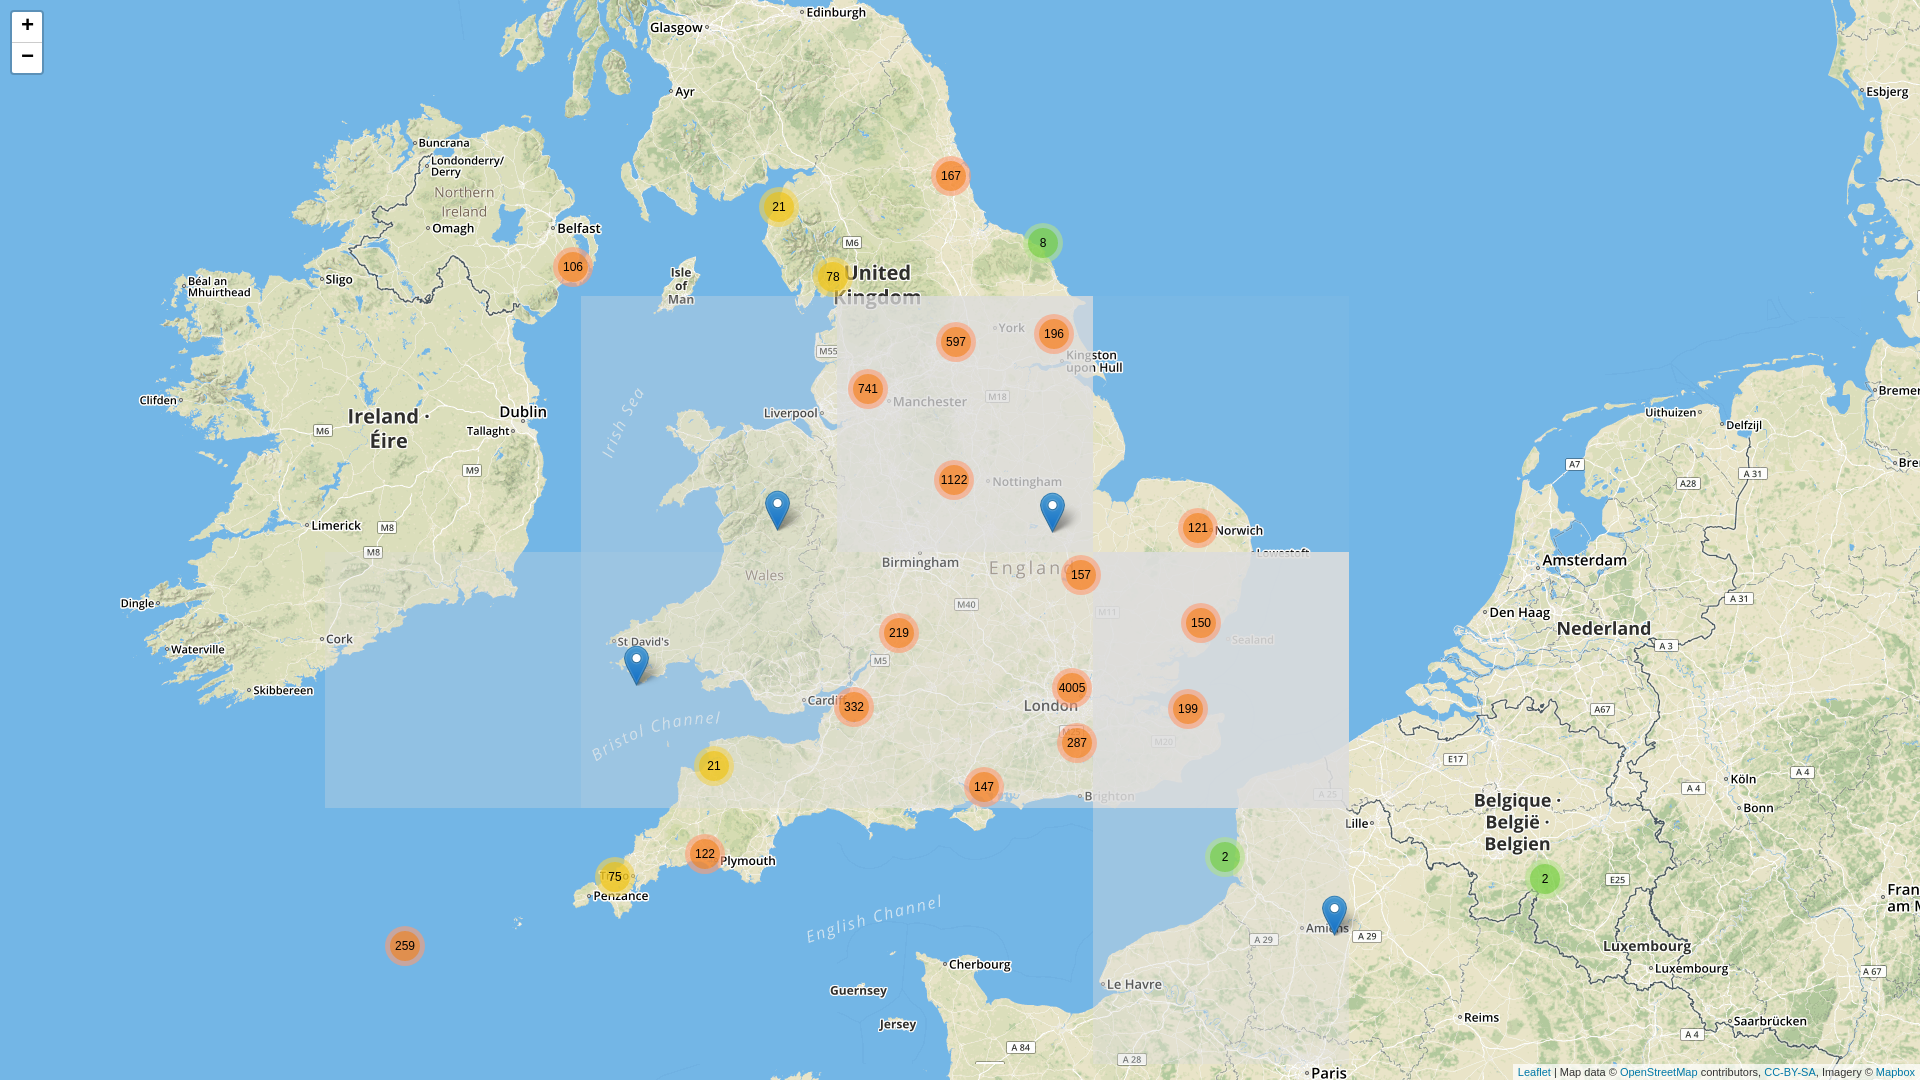 +
−
Edinburgh
Glasgow
Ayr
Esbjerg
Buncrana
Londonderry/
Derry
Northern
Ireland
Omagh
Belfast
167
21
8
M6
106
78
United
Kingdom
Isle
of
Man
Sligo
Béal an
Mhuirthead
York
196
597
M55
Kingston
upon Hull
741
Manchester
M18
Clifden
Liverpool
Dublin
Ireland ·
Éire
M6
Tallaght
Irish Sea
M9
Uithuizen
Delfzijl
Bremer
Bre
A7
A 31
A28
1122
Nottingham
Limerick
M8
M8
121
Norwich
Lowestoft
Birmingham
England
157
Wales
Amsterdam
M40
M11
Dingle
Den Haag
A 31
Nederland
219
150
Sealand
Cork
St David's
Waterville
M5
A 3
Skibbereen
4005
Cardiff
332
London
199
A67
Bristol Channel
287
M20
E17
21
147
Brighton
A 25
Köln
A 4
A 4
Bonn
Belgique ·
België ·
Belgien
Lille
122
Plymouth
2
75
Penzance
2
E25
Fran
am M
English Channel
Amiens
A 29
A 29
259
Luxembourg
Luxembourg
A 67
Cherbourg
Le Havre
Guernsey
Jersey
Reims
Saarbrücken
A 84
A 28
A 4
Paris
Leaflet | Map data © OpenStreetMap contributors, CC-BY-SA, Imagery © Mapbox